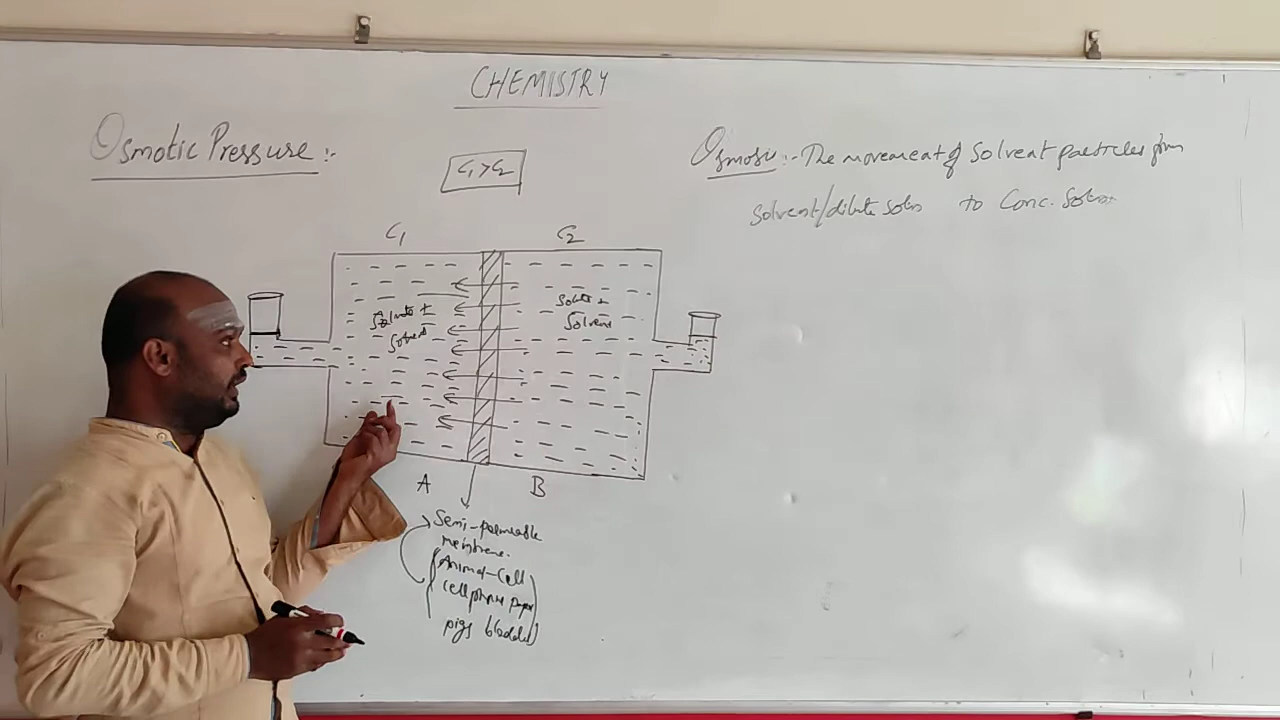 CHEMISTRY
Osmotic Pressure :-
C1 > C2
Osmosis :- The movement of solvent particles from
solvent/dilute soln to Conc. Soln
C1
C2
Solute +
Solvent
Solute +
Solvent
A
B
Semi-permeable
membrane.
(Animal-Cell
cellphane paper
pigs bladder)